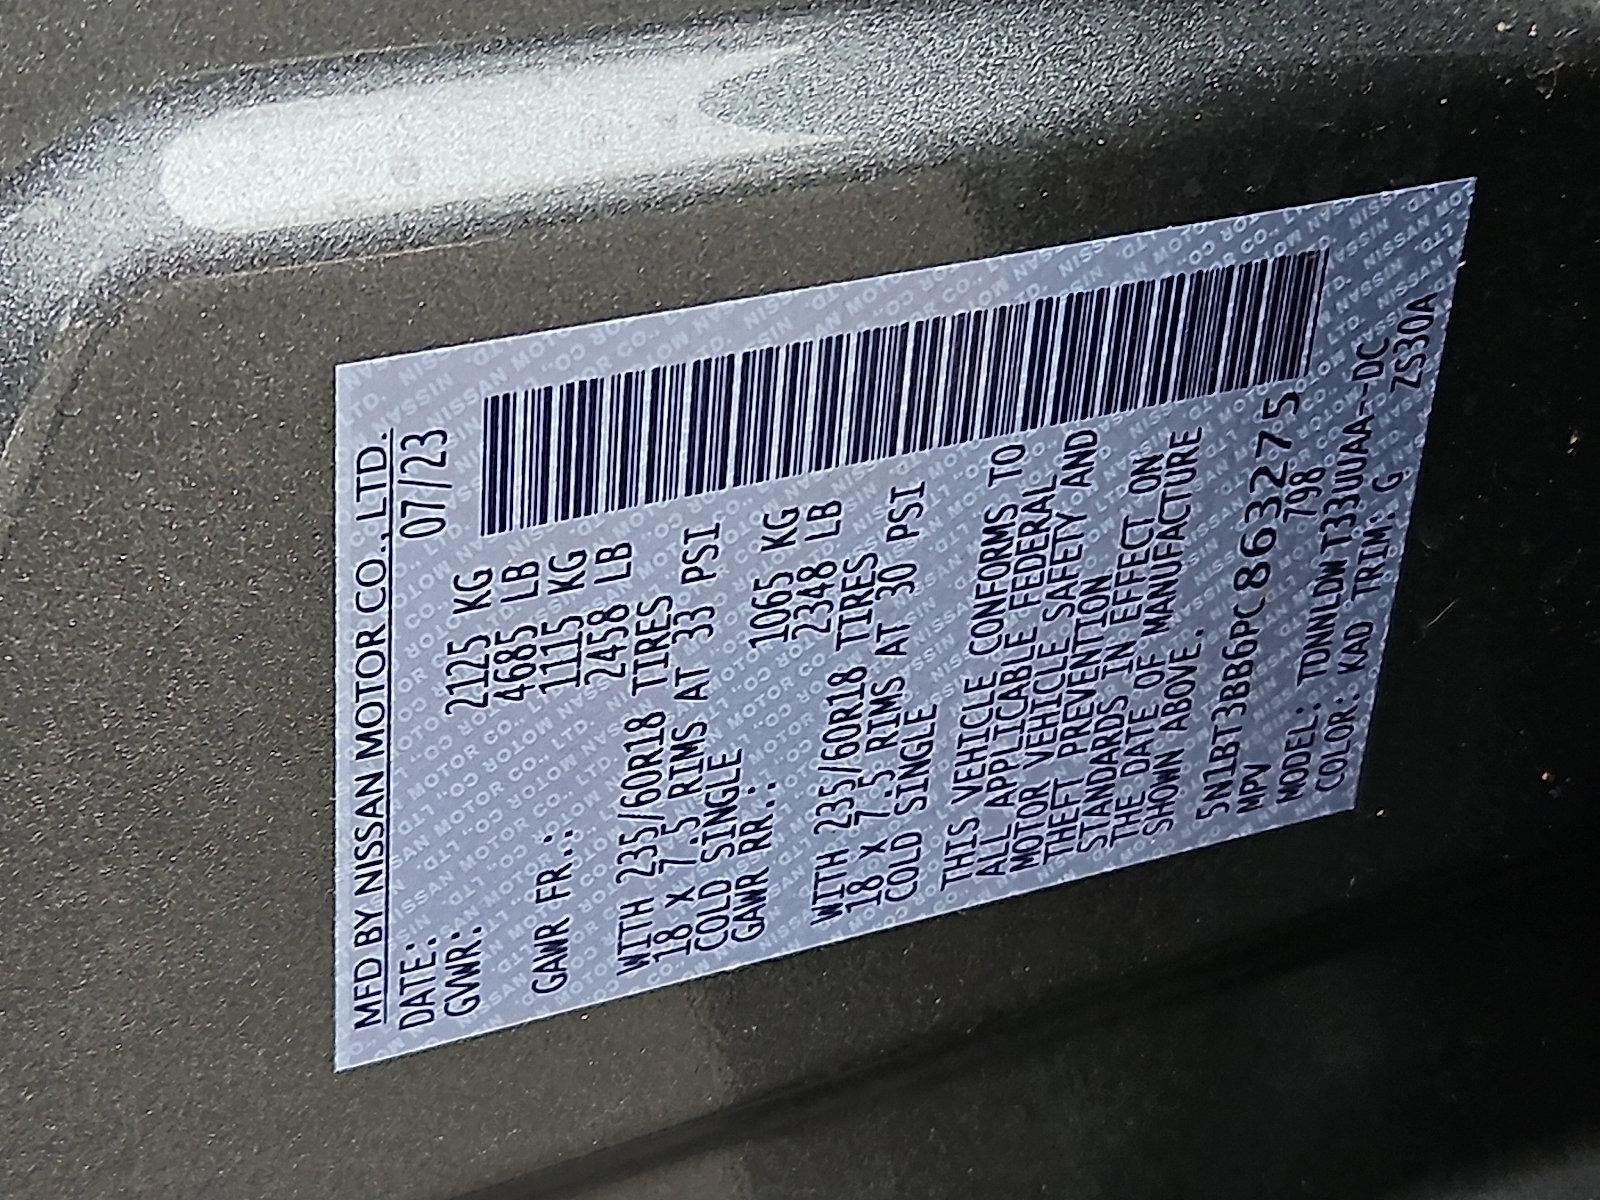 MFD BY NISSAN MOTOR CO., LTD.
DATE: 07/23
GVWR: 2125 KG
4685 LB
GAWR FR.: 1115 KG
2458 LB
WITH 235/60R18 TIRES
18 X 7.5 RIMS AT 33 PSI
COLD SINGLE
GAWR RR.: 1065 KG
2348 LB
WITH 235/60R18 TIRES
18 X 7.5 RIMS AT 30 PSI
COLD SINGLE
THIS VEHICLE CONFORMS TO
ALL APPLICABLE FEDERAL
MOTOR VEHICLE SAFETY AND
THEFT PREVENTION
STANDARDS IN EFFECT ON
THE DATE OF MANUFACTURE
SHOWN ABOVE.
5N1BT3BB6PC863275
MPV 798
MODEL: TDNNLDWT33UUAA--DC
COLOR: KAD TRIM: G ZS30A